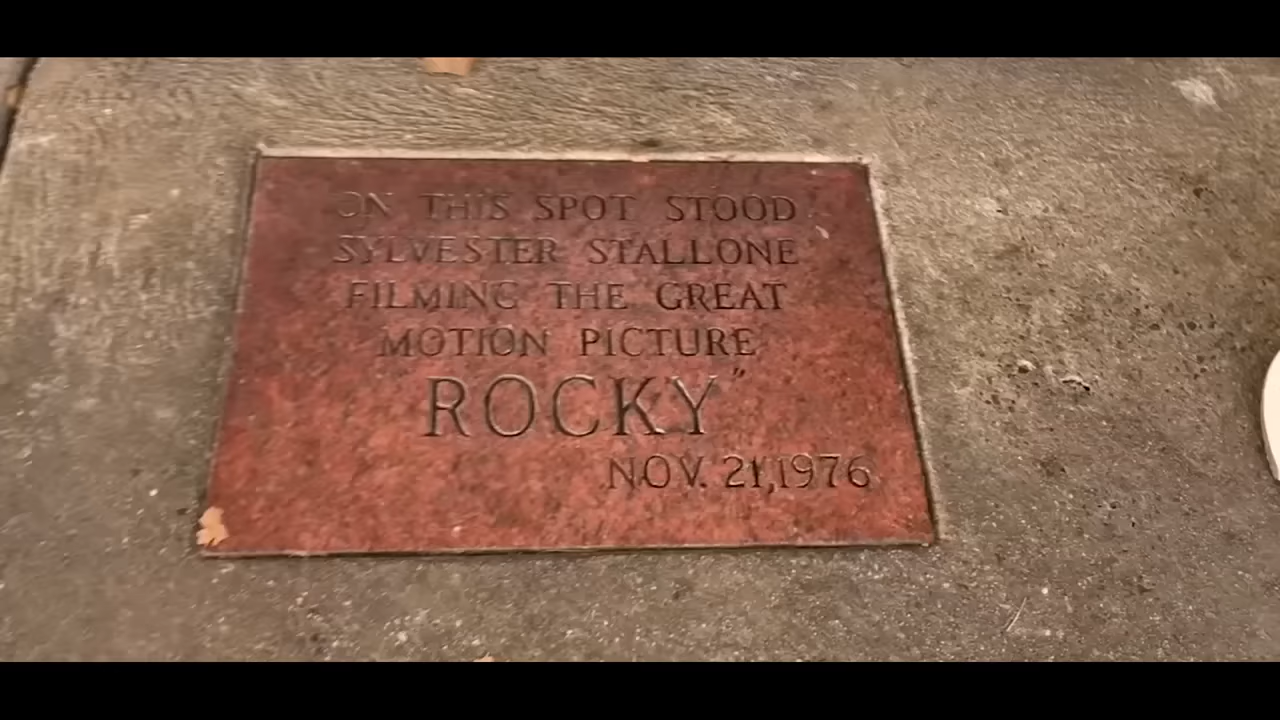 ON THIS SPOT STOOD
SYLVESTER STALLONE
FILMING THE GREAT
MOTION PICTURE
ROCKY"
NOV. 21, 1976